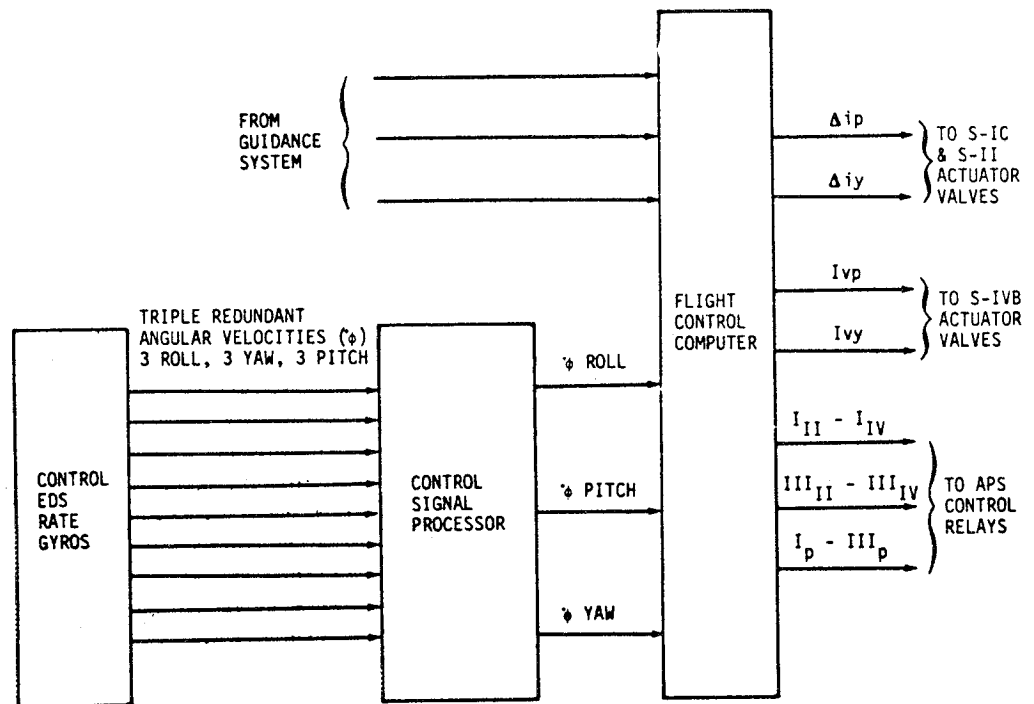 FROM
GUIDANCE
SYSTEM
Δip
Δiy
TO S-IC
& S-II
ACTUATOR
VALVES
Ivp
Ivy
TO S-IVB
ACTUATOR
VALVES
FLIGHT
CONTROL
COMPUTER
TRIPLE REDUNDANT
ANGULAR VELOCITIES (φ̇)
3 ROLL, 3 YAW, 3 PITCH
CONTROL
EDS
RATE
GYROS
CONTROL
SIGNAL
PROCESSOR
φ̇ ROLL
φ̇ PITCH
φ̇ YAW
I_II - I_IV
III_II - III_IV
I_p - III_p
TO APS
CONTROL
RELAYS